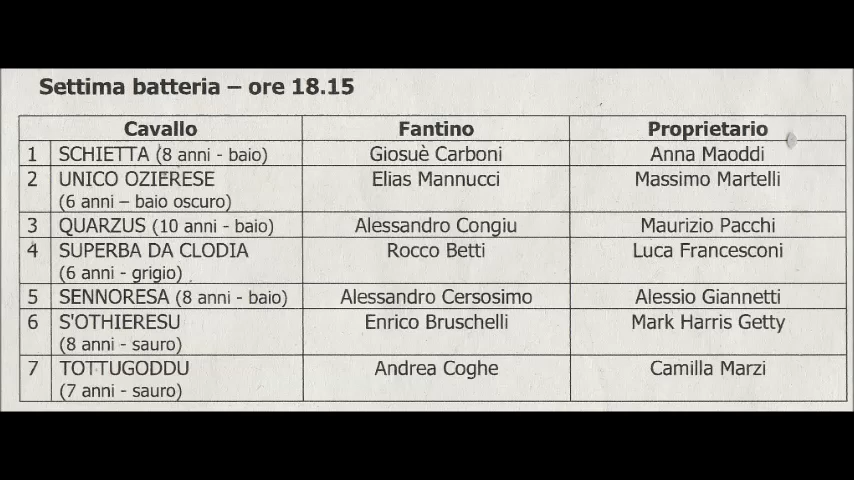 Settima batteria – ore 18.15
Cavallo Fantino Proprietario
1 SCHIETTA (8 anni - baio) Giosuè Carboni Anna Maoddi
2 UNICO OZIERESE Elias Mannucci Massimo Martelli
(6 anni – baio oscuro)
3 QUARZUS (10 anni - baio) Alessandro Congiu Maurizio Pacchi
4 SUPERBA DA CLODIA Rocco Betti Luca Francesconi
(6 anni - grigio)
5 SENNORESA (8 anni - baio) Alessandro Cersosimo Alessio Giannetti
6 S'OTHIERESU Enrico Bruschelli Mark Harris Getty
(8 anni - sauro)
7 TOTTUGODDU Andrea Coghe Camilla Marzi
(7 anni - sauro)